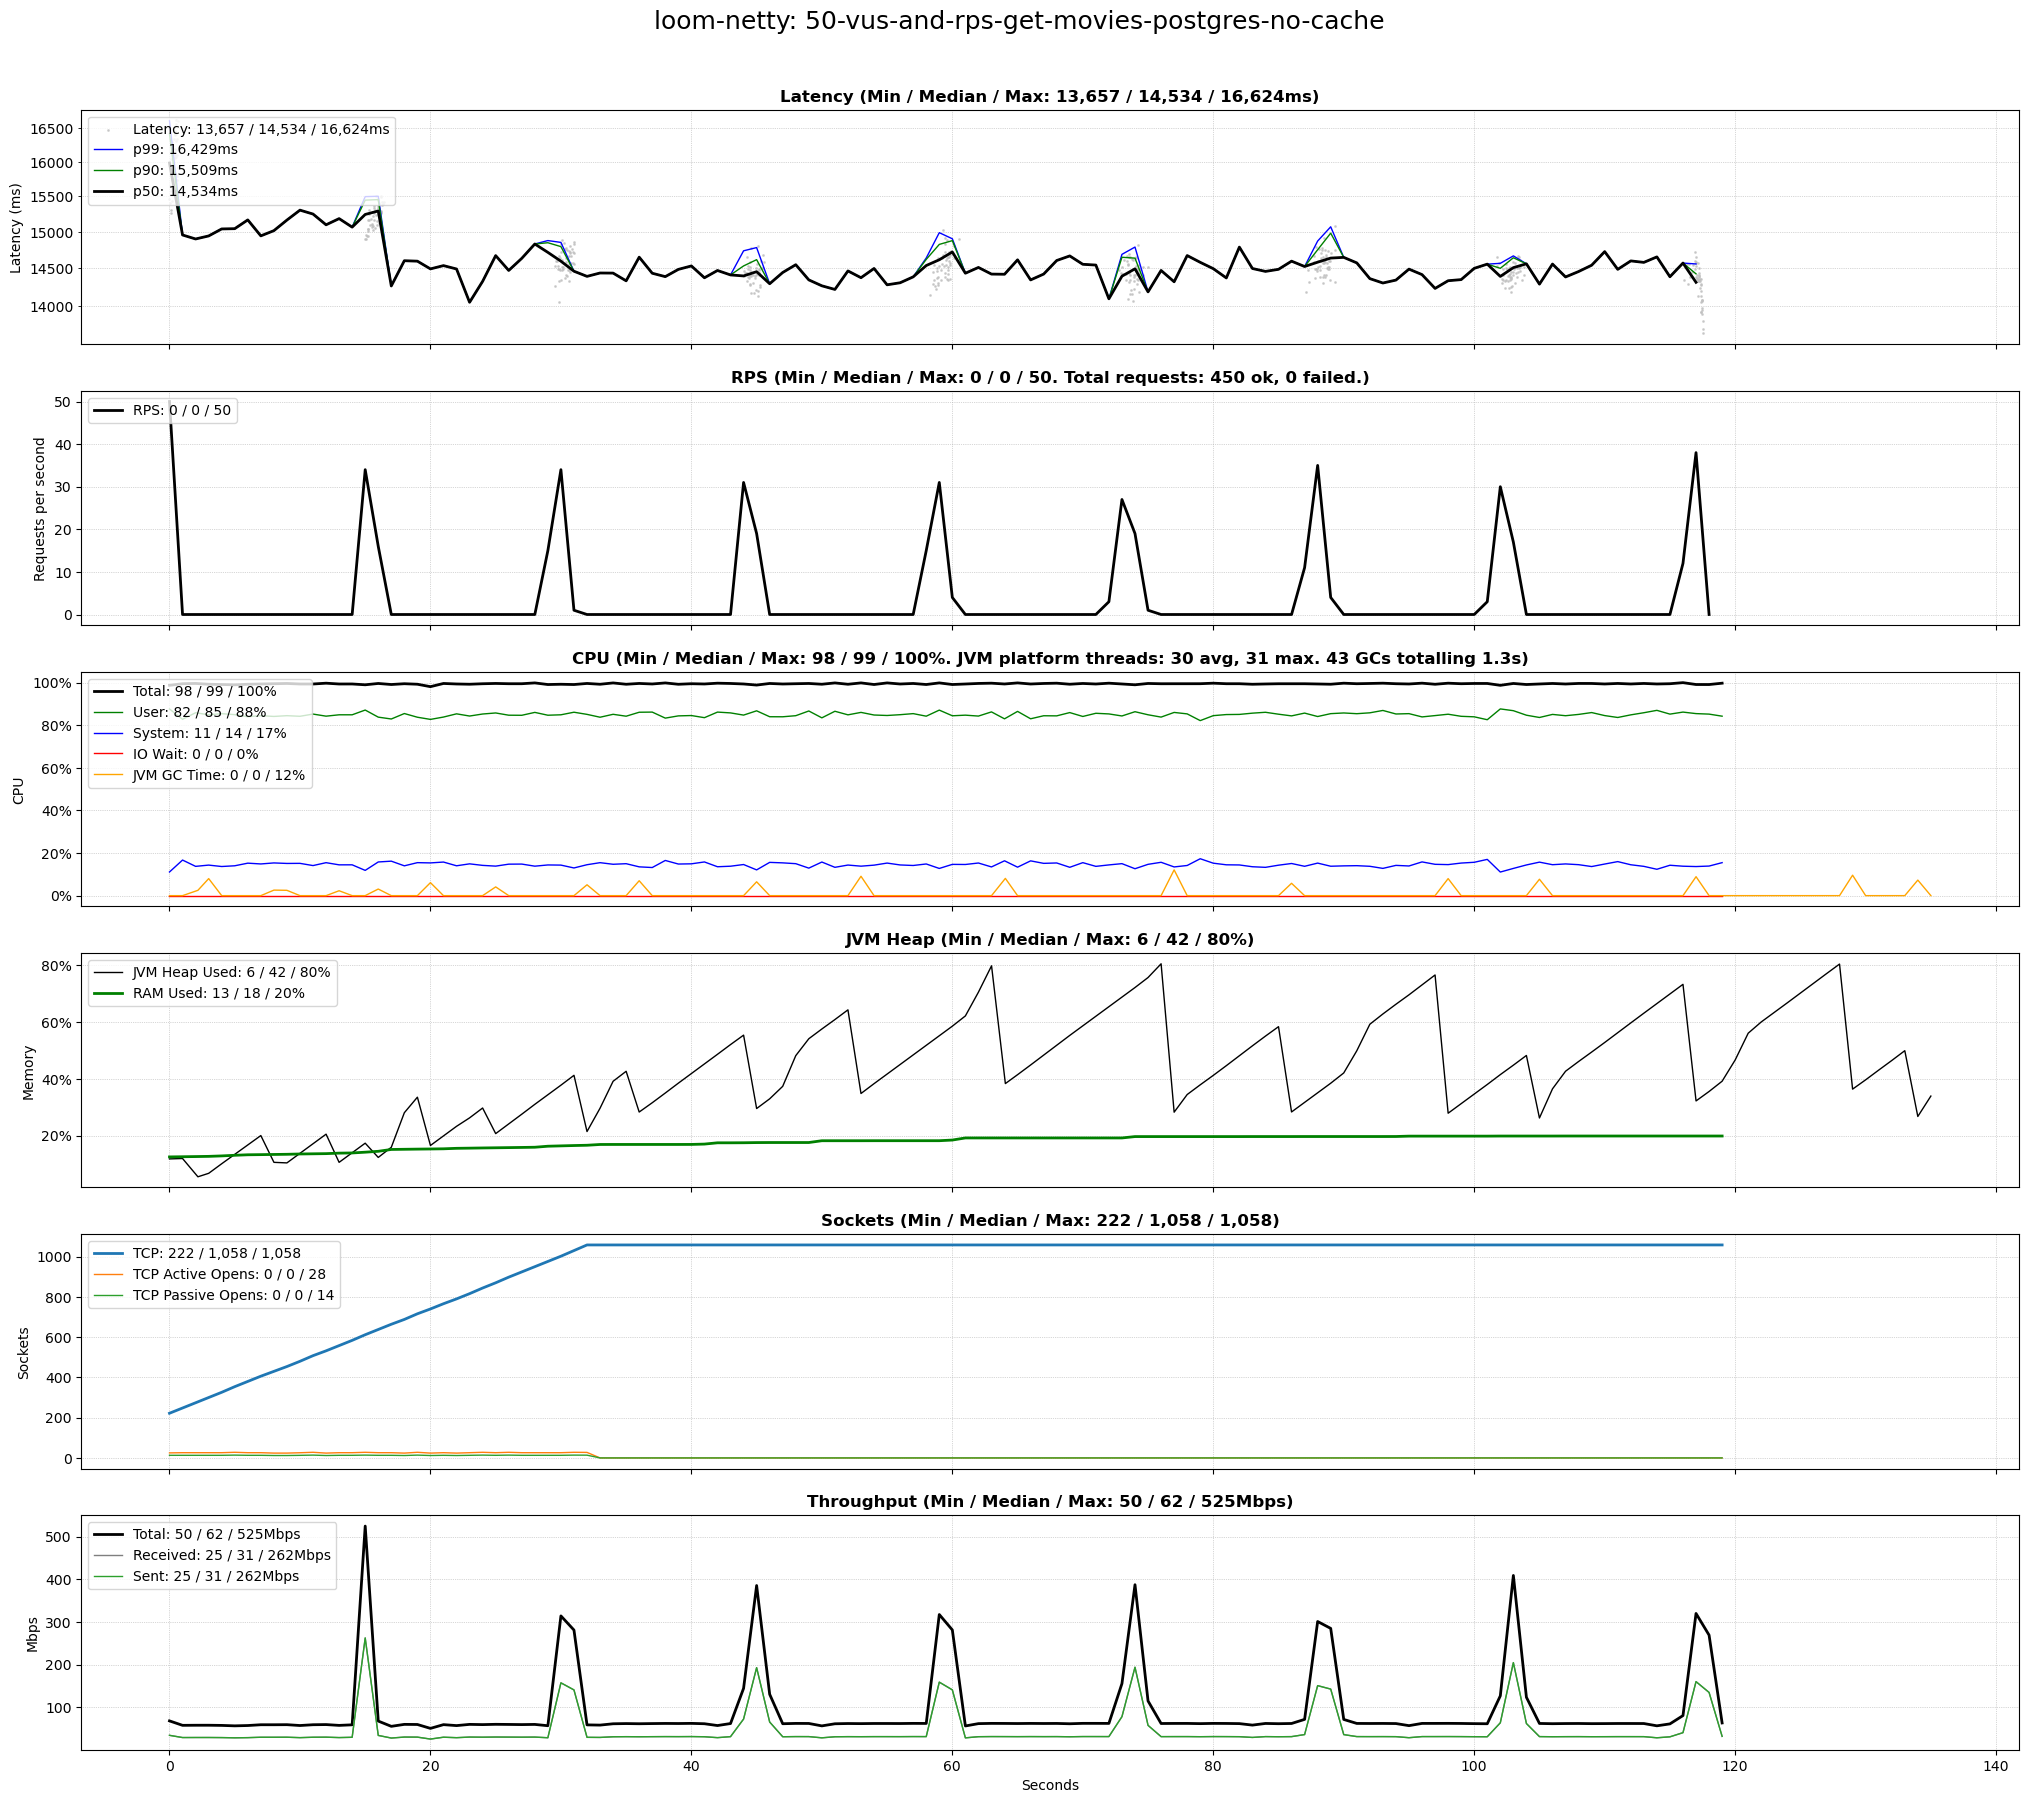 loom-netty: 50-vus-and-rps-get-movies-postgres-no-cache
Latency (Min / Median / Max: 13,657 / 14,534 / 16,624ms)
Latency (ms)
16500
16000
15500
15000
14500
14000
Latency: 13,657 / 14,534 / 16,624ms
p99: 16,429ms
p90: 15,509ms
p50: 14,534ms
RPS (Min / Median / Max: 0 / 0 / 50. Total requests: 450 ok, 0 failed.)
Requests per second
50
40
30
20
10
0
RPS: 0 / 0 / 50
CPU (Min / Median / Max: 98 / 99 / 100%. JVM platform threads: 30 avg, 31 max. 43 GCs totalling 1.3s)
CPU
100%
80%
60%
40%
20%
0%
Total: 98 / 99 / 100%
User: 82 / 85 / 88%
System: 11 / 14 / 17%
IO Wait: 0 / 0 / 0%
JVM GC Time: 0 / 0 / 12%
JVM Heap (Min / Median / Max: 6 / 42 / 80%)
Memory
80%
60%
40%
20%
JVM Heap Used: 6 / 42 / 80%
RAM Used: 13 / 18 / 20%
Sockets (Min / Median / Max: 222 / 1,058 / 1,058)
Sockets
1000
800
600
400
200
0
TCP: 222 / 1,058 / 1,058
TCP Active Opens: 0 / 0 / 28
TCP Passive Opens: 0 / 0 / 14
Throughput (Min / Median / Max: 50 / 62 / 525Mbps)
Mbps
500
400
300
200
100
Total: 50 / 62 / 525Mbps
Received: 25 / 31 / 262Mbps
Sent: 25 / 31 / 262Mbps
0 20 40 60 80 100 120 140
Seconds